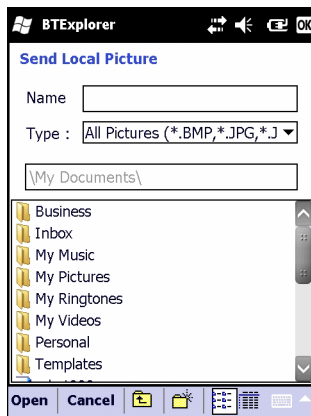 BTExplorer OK
Send Local Picture
Name
Type : All Pictures (*.BMP,*.JPG,*.J
\My Documents\
Business
Inbox
My Music
My Pictures
My Ringtones
My Videos
Personal
Templates
Open Cancel